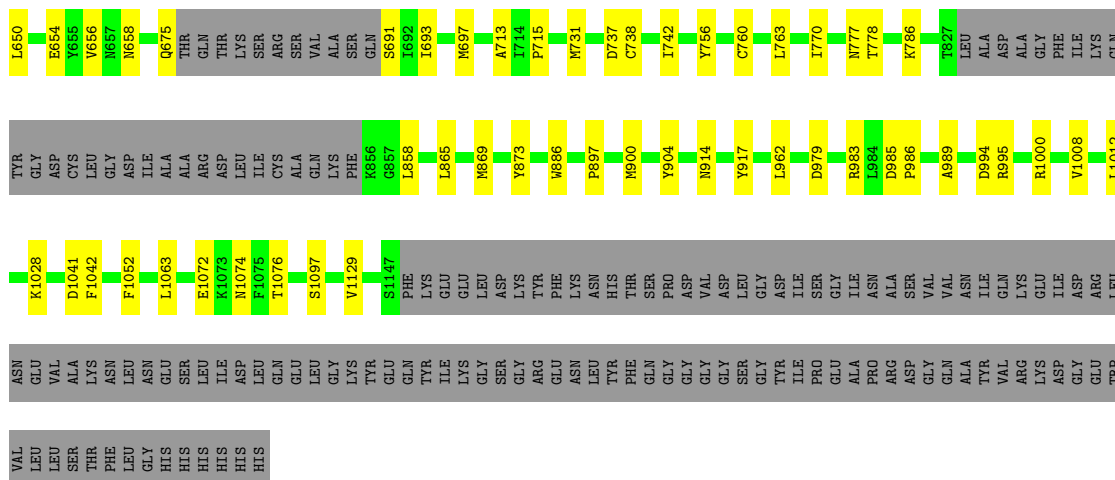 L650 E654 Y655 V656 N657 N658 Q675 THR GLN THR LYS SER ARG SER VAL ALA SER GLN S691 I692 I693 M697 A713 I714 P715 M731 D737 C738 I742 Y756 C760 L763 I770 N777 T778 K786 T827 LEU ALA ASP ALA GLY PHE ILE LYS GLN
TYR GLY ASP CYS LEU GLY ASP ILE ALA ALA ARG ASP LEU ILE CYS ALA GLN LYS PHE K856 G857 L858 L865 M869 Y873 W886 P897 M900 Y904 N914 Y917 L962 D979 R983 L984 D985 P986 A989 D994 R995 R1000 V1008 L1012
K1028 D1041 F1042 F1052 L1063 E1072 K1073 N1074 F1075 T1076 S1097 V1129 S1147 PHE LYS GLU GLU LEU ASP LYS TYR PHE LYS ASN HIS THR SER PRO ASP VAL ASP LEU GLY ASP ILE SER GLY ILE ASN ALA SER VAL VAL ASN ILE GLN LYS GLU ILE ASP ARG LEU
ASN GLU VAL ALA LYS ASN LEU ASN GLU SER LEU ILE ASP LEU GLN GLU LEU GLY LYS TYR GLU GLN TYR ILE LYS GLY SER GLY ARG GLU ASN LEU TYR PHE GLN GLY GLY GLY GLY SER GLY TYR ILE PRO GLU ALA PRO ARG ASP GLY GLN ALA TYR VAL ARG LYS ASP GLY GLU TRP
VAL LEU LEU SER THR PHE LEU GLY HIS HIS HIS HIS HIS HIS